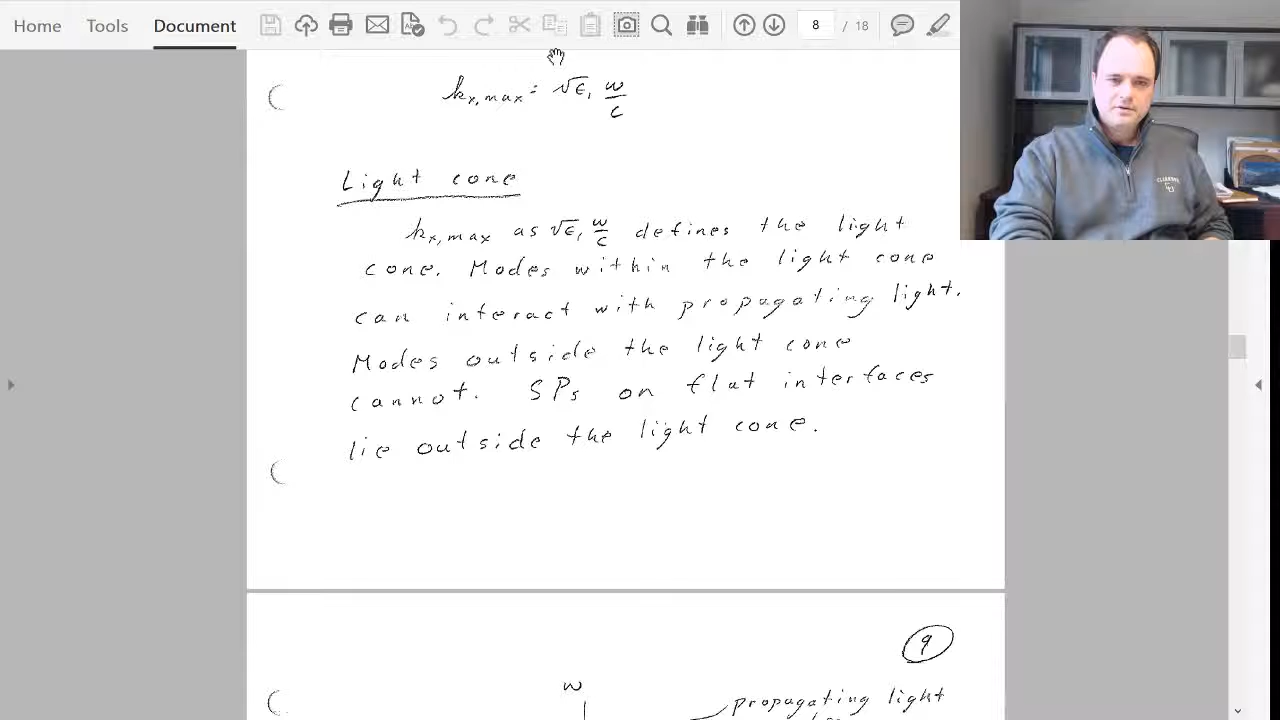 Home Tools Document 8 / 18
k_x,max = √ϵ₁ ω/c
Light cone
k_x,max as √ϵ₁ ω/c defines the light
cone. Modes within the light cone
can interact with propagating light.
Modes outside the light cone
cannot. SPs on flat interfaces
lie outside the light cone.
9
ω
propagating light